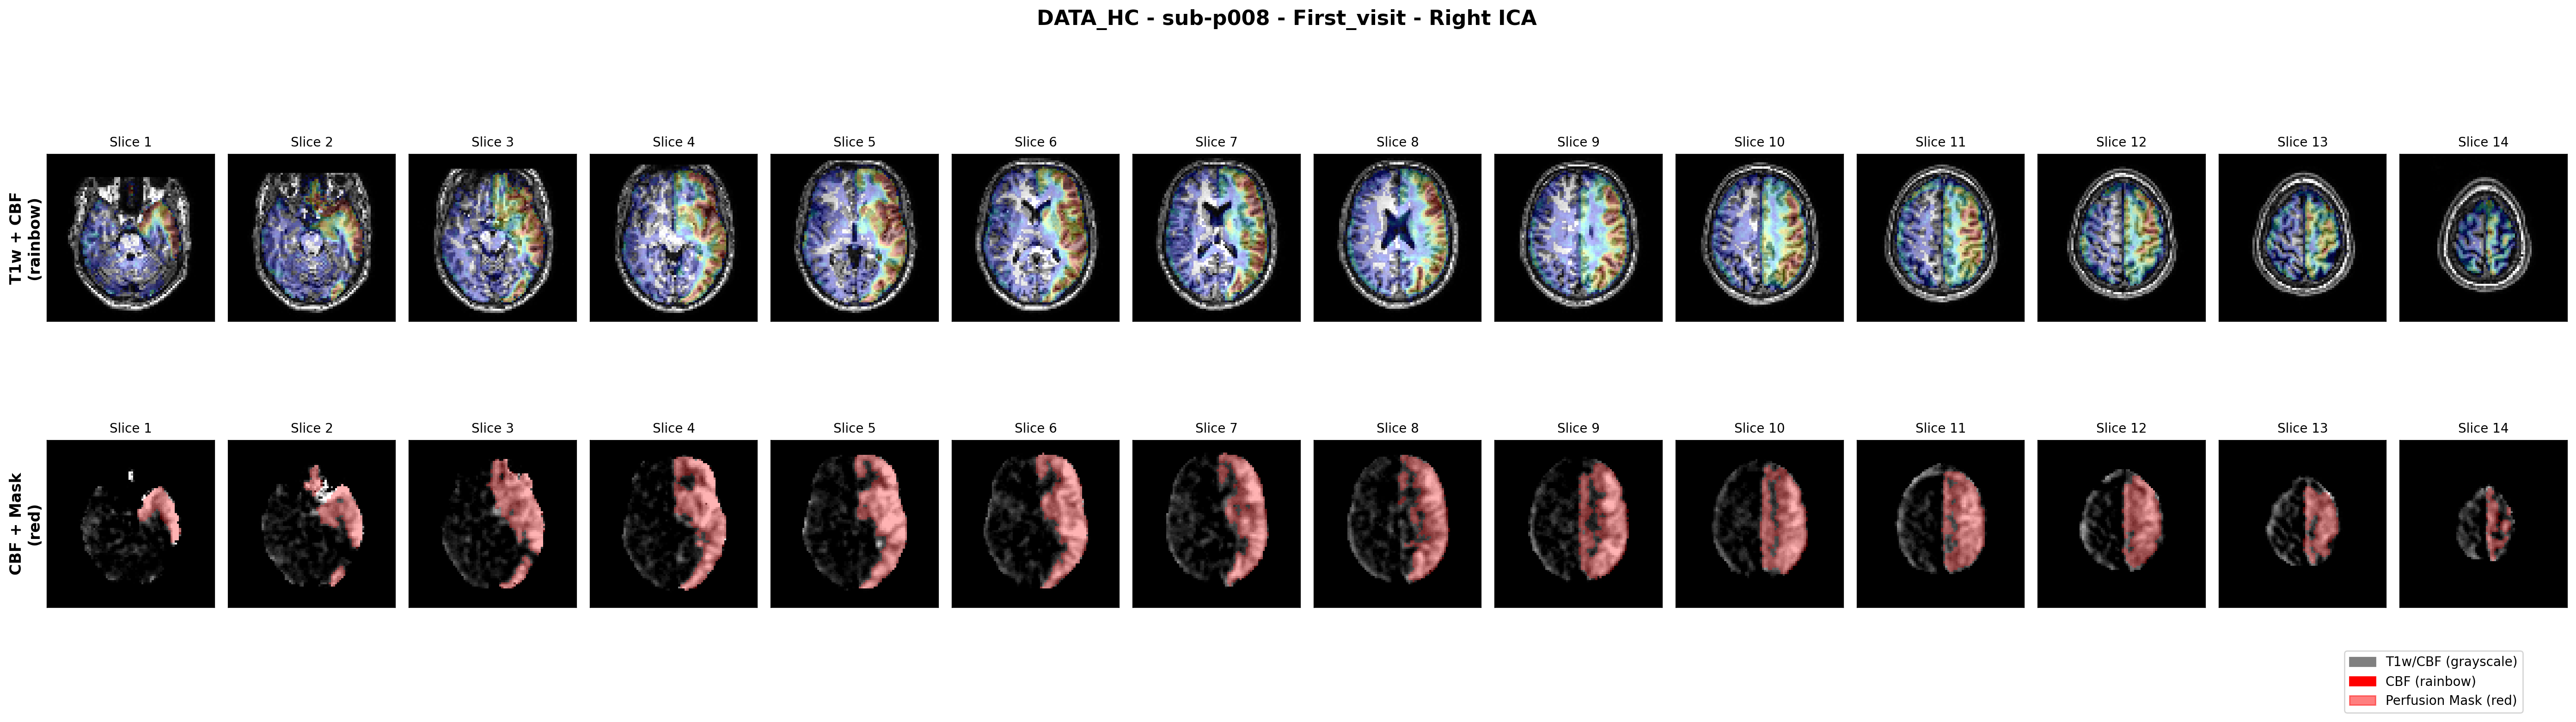 DATA_HC - sub-p008 - First_visit - Right ICA
T1w + CBF
(rainbow)
Slice 1
Slice 2
Slice 3
Slice 4
Slice 5
Slice 6
Slice 7
Slice 8
Slice 9
Slice 10
Slice 11
Slice 12
Slice 13
Slice 14
CBF + Mask
(red)
Slice 1
Slice 2
Slice 3
Slice 4
Slice 5
Slice 6
Slice 7
Slice 8
Slice 9
Slice 10
Slice 11
Slice 12
Slice 13
Slice 14
T1w/CBF (grayscale)
CBF (rainbow)
Perfusion Mask (red)